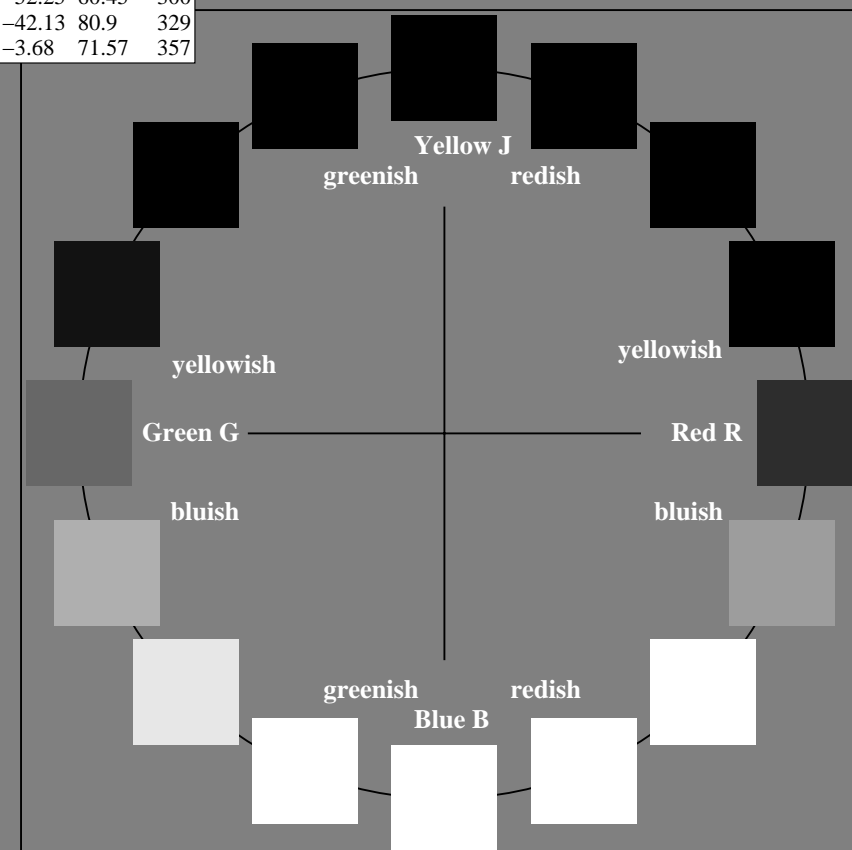 −42.13 80.9 329
−3.68 71.57 357
Yellow J
greenish redish
yellowish
yellowish
Green G
Red R
bluish
bluish
greenish redish
Blue B